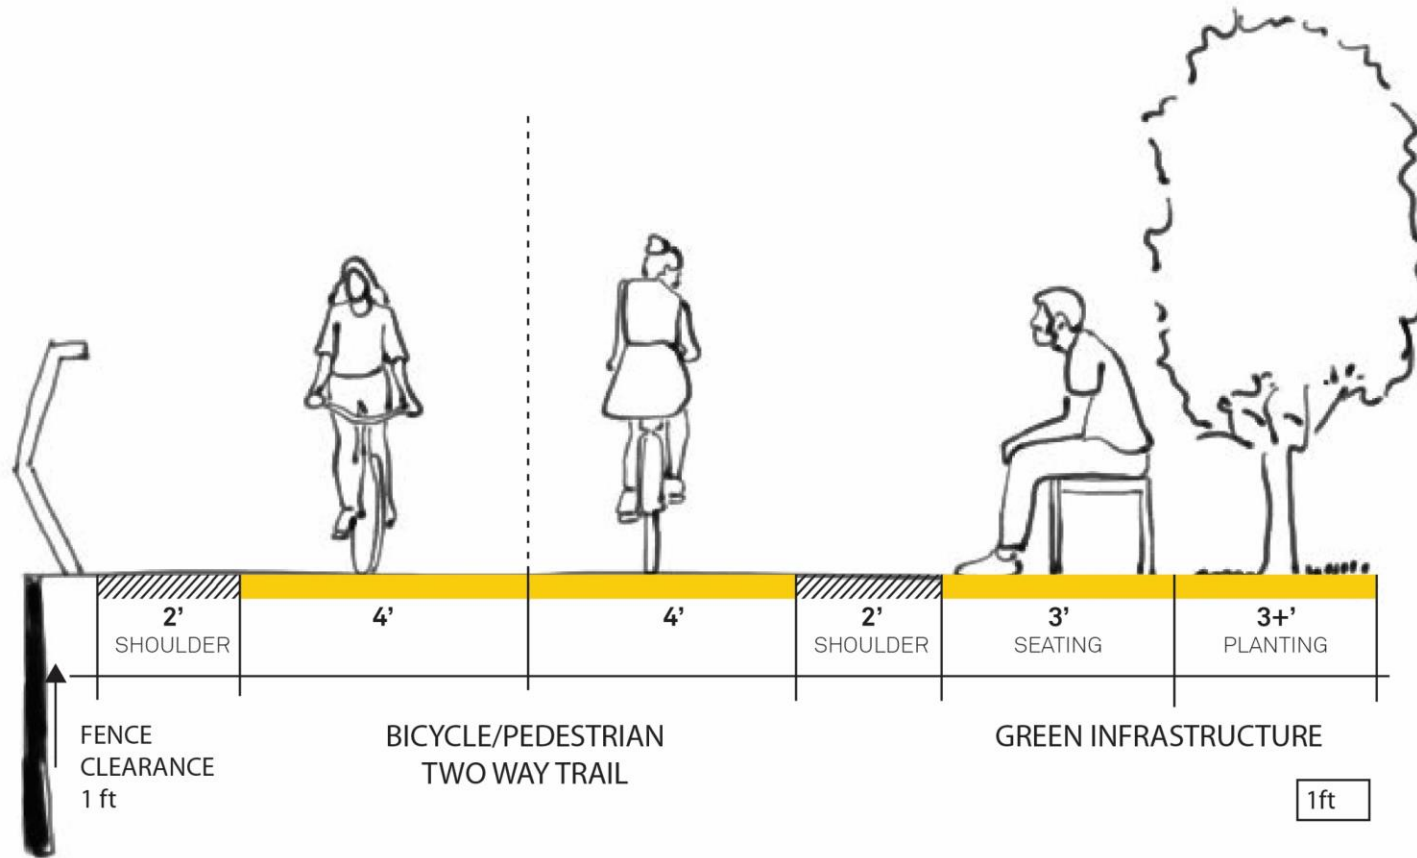 2’ 4’ 4’ 2’ 3’ 3+’
SHOULDER SHOULDER SEATING PLANTING
FENCE
CLEARANCE
1 ft
BICYCLE/PEDESTRIAN
TWO WAY TRAIL
GREEN INFRASTRUCTURE
1ft